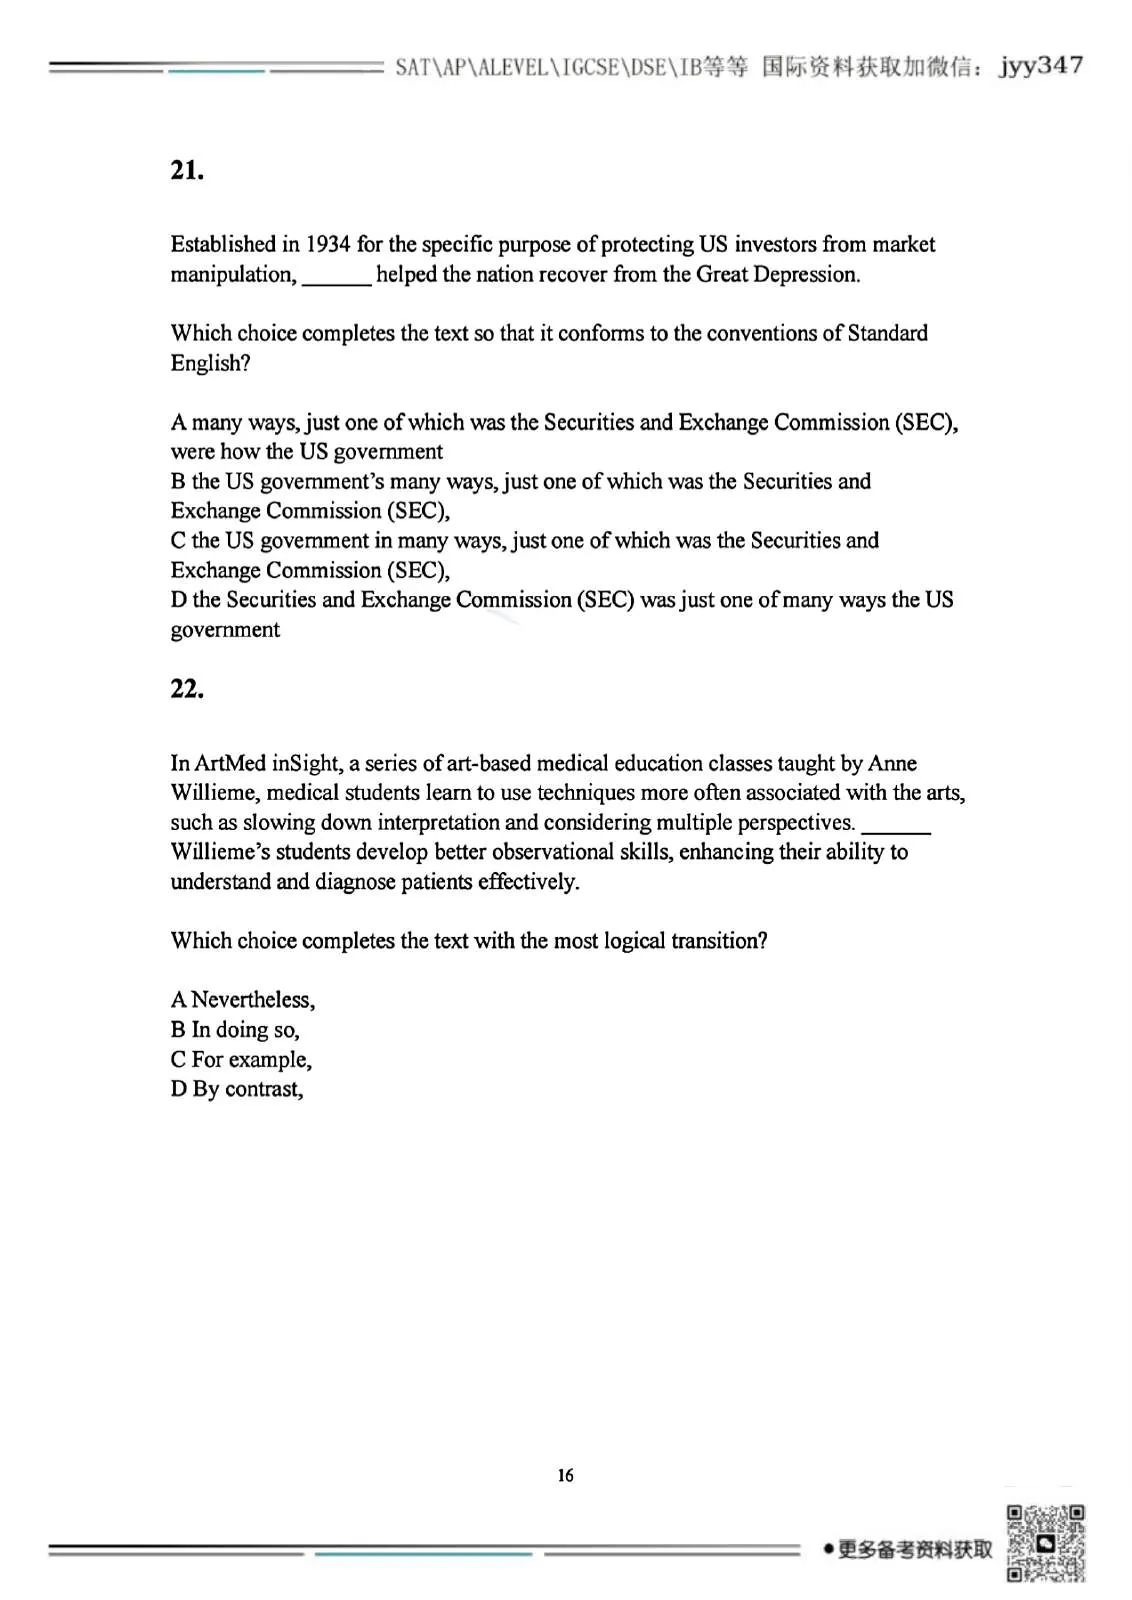 SAT\AP\ALEVEL\IGCSE\DSE\IB等等 国际资料获取加微信：jyy347
21.
Established in 1934 for the specific purpose of protecting US investors from market
manipulation, ______ helped the nation recover from the Great Depression.
Which choice completes the text so that it conforms to the conventions of Standard
English?
A many ways, just one of which was the Securities and Exchange Commission (SEC),
were how the US government
B the US government’s many ways, just one of which was the Securities and
Exchange Commission (SEC),
C the US government in many ways, just one of which was the Securities and
Exchange Commission (SEC),
D the Securities and Exchange Commission (SEC) was just one of many ways the US
government
22.
In ArtMed inSight, a series of art-based medical education classes taught by Anne
Willieme, medical students learn to use techniques more often associated with the arts,
such as slowing down interpretation and considering multiple perspectives. ______
Willieme’s students develop better observational skills, enhancing their ability to
understand and diagnose patients effectively.
Which choice completes the text with the most logical transition?
A Nevertheless,
B In doing so,
C For example,
D By contrast,
16
●更多备考资料获取